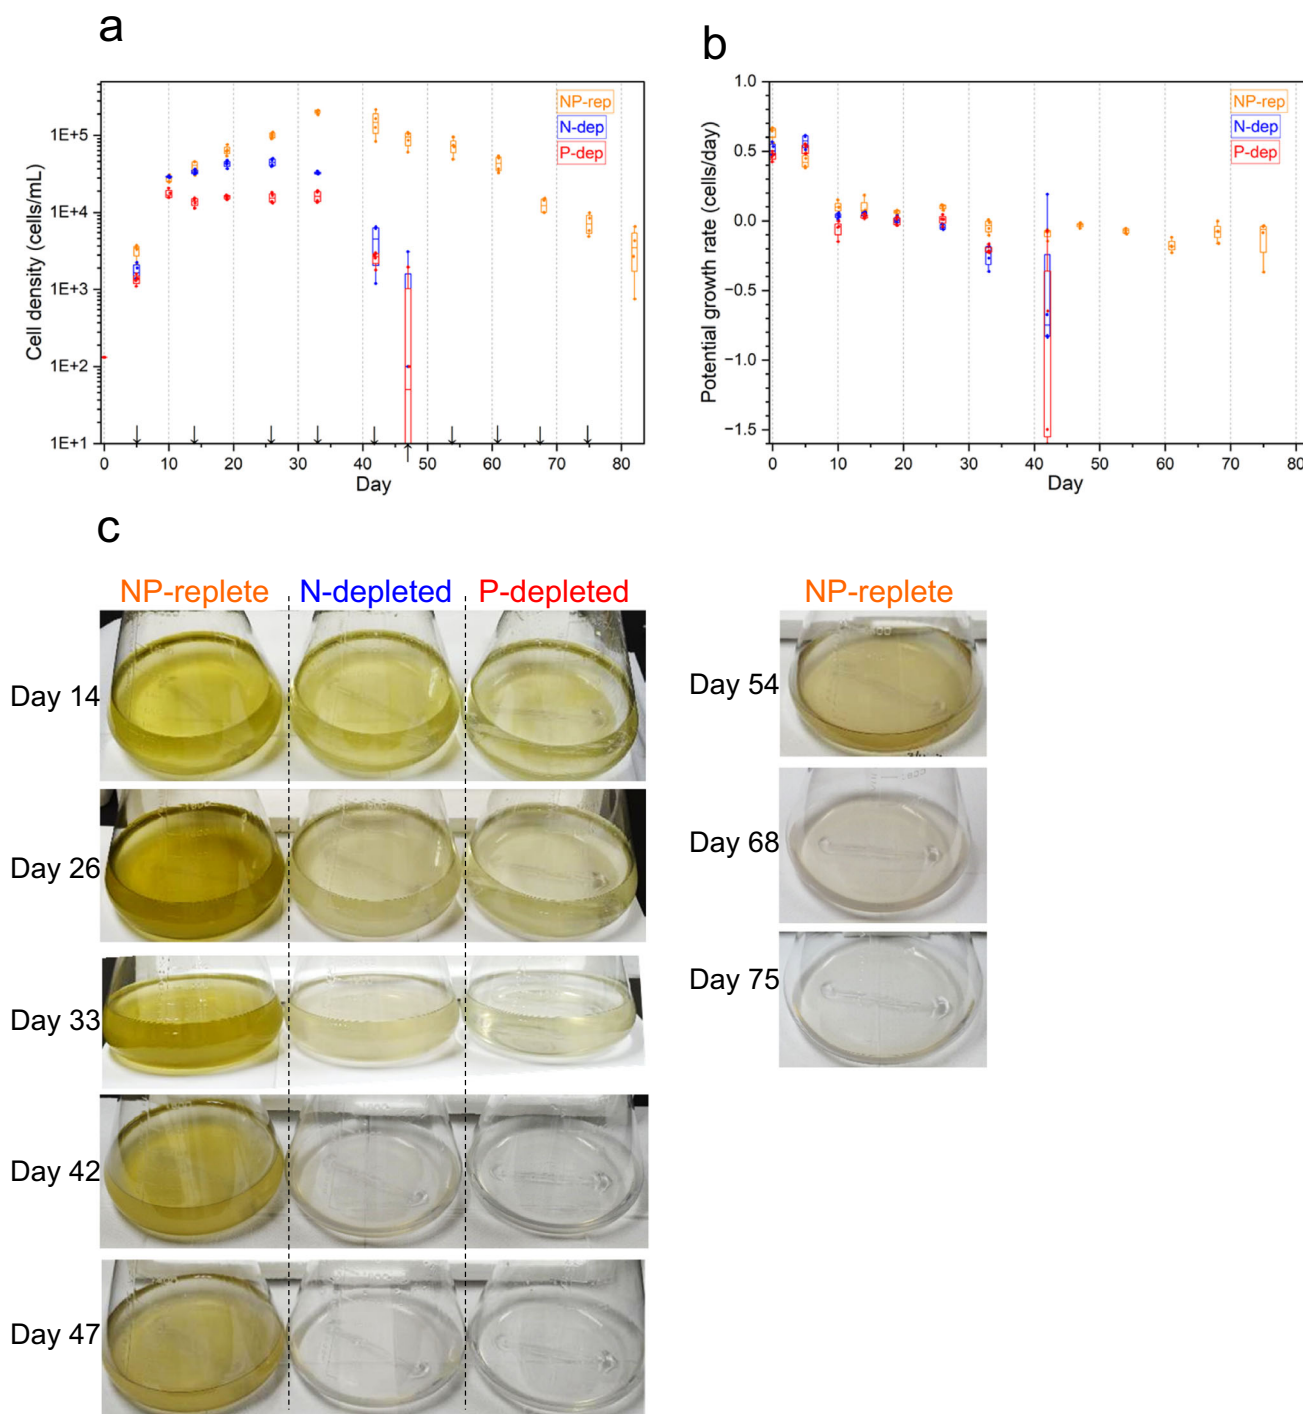 a
Cell density (cells/mL)
1E+5
1E+4
1E+3
1E+2
1E+1
NP-rep
N-dep
P-dep
0 10 20 30 40 50 60 70 80
Day
b
Potential growth rate (cells/day)
1.0
0.5
0.0
−0.5
−1.0
−1.5
NP-rep
N-dep
P-dep
0 10 20 30 40 50 60 70 80
Day
c
NP-replete N-depleted P-depleted
Day 14
Day 26
Day 33
Day 42
Day 47
NP-replete
Day 54
Day 68
Day 75